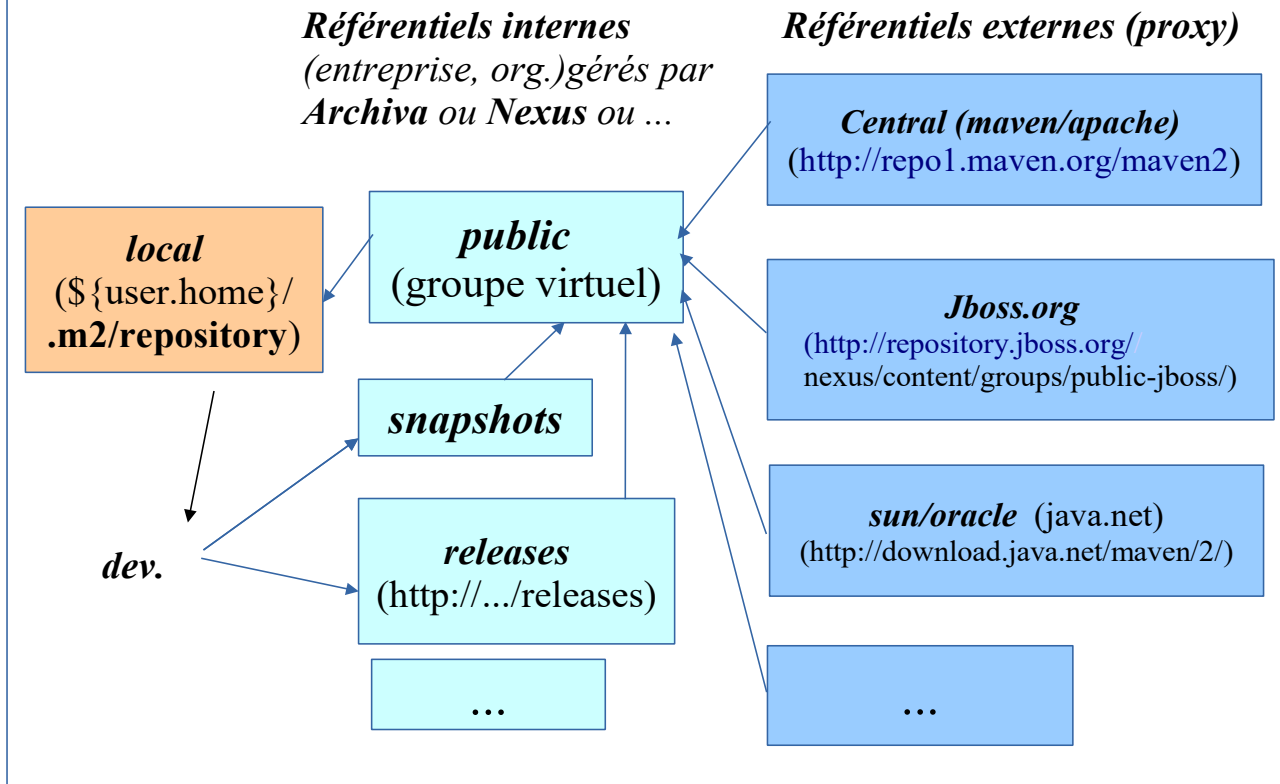 Référentiels internes
(entreprise, org.)gérés par
Archiva ou Nexus ou ...
Référentiels externes (proxy)
Central (maven/apache)
(http://repo1.maven.org/maven2)
local
(${user.home}/
.m2/repository)
public
(groupe virtuel)
Jboss.org
(http://repository.jboss.org/
nexus/content/groups/public-jboss/)
snapshots
dev.
releases
(http://.../releases)
sun/oracle (java.net)
(http://download.java.net/maven/2/)
...
...